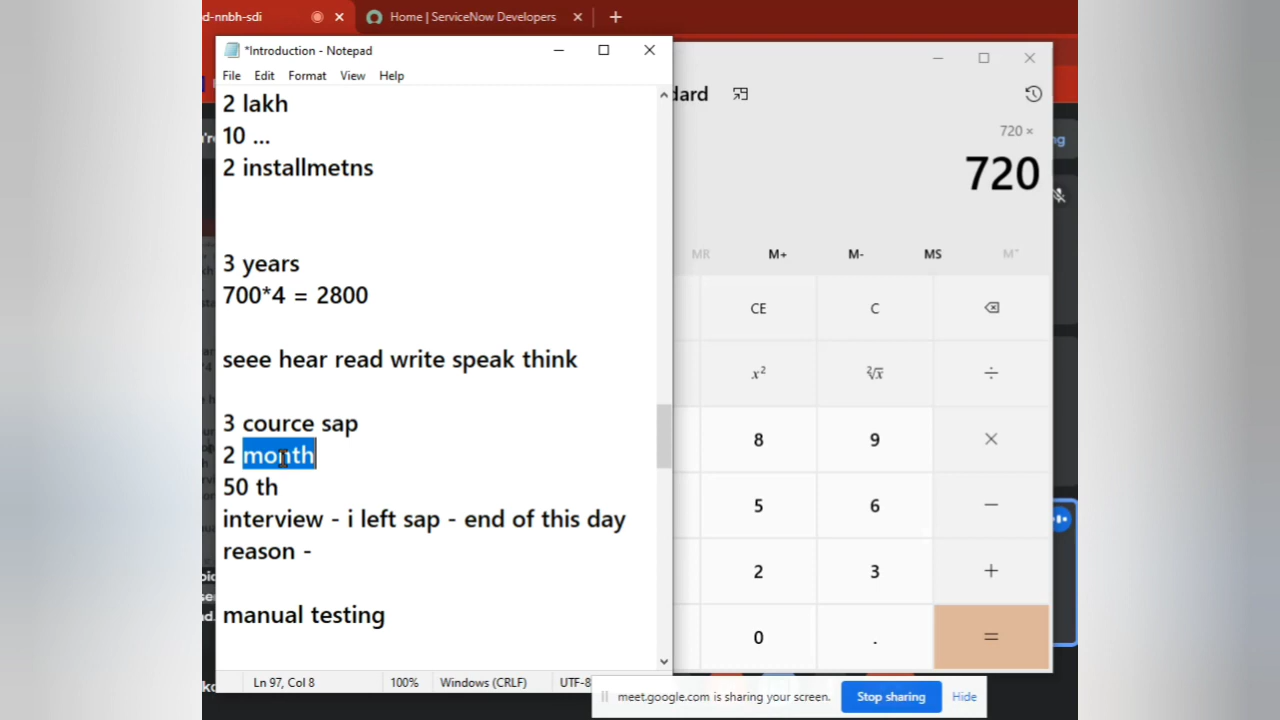 d-nnbh-sdi
Home | ServiceNow Developers
*Introduction - Notepad
File Edit Format View Help
2 lakh
10 ...
2 installmetns
3 years
700*4 = 2800
seee hear read write speak think
3 cource sap
2 month
50 th
interview - i left sap - end of this day
reason -
manual testing
Ln 97, Col 8 100% Windows (CRLF) UTF-8
dard
720 ×
720
MR M+ M- MS M˅
CE C
x² ²√x ÷
8 9 ×
5 6 −
2 3 +
0 . =
meet.google.com is sharing your screen. Stop sharing Hide